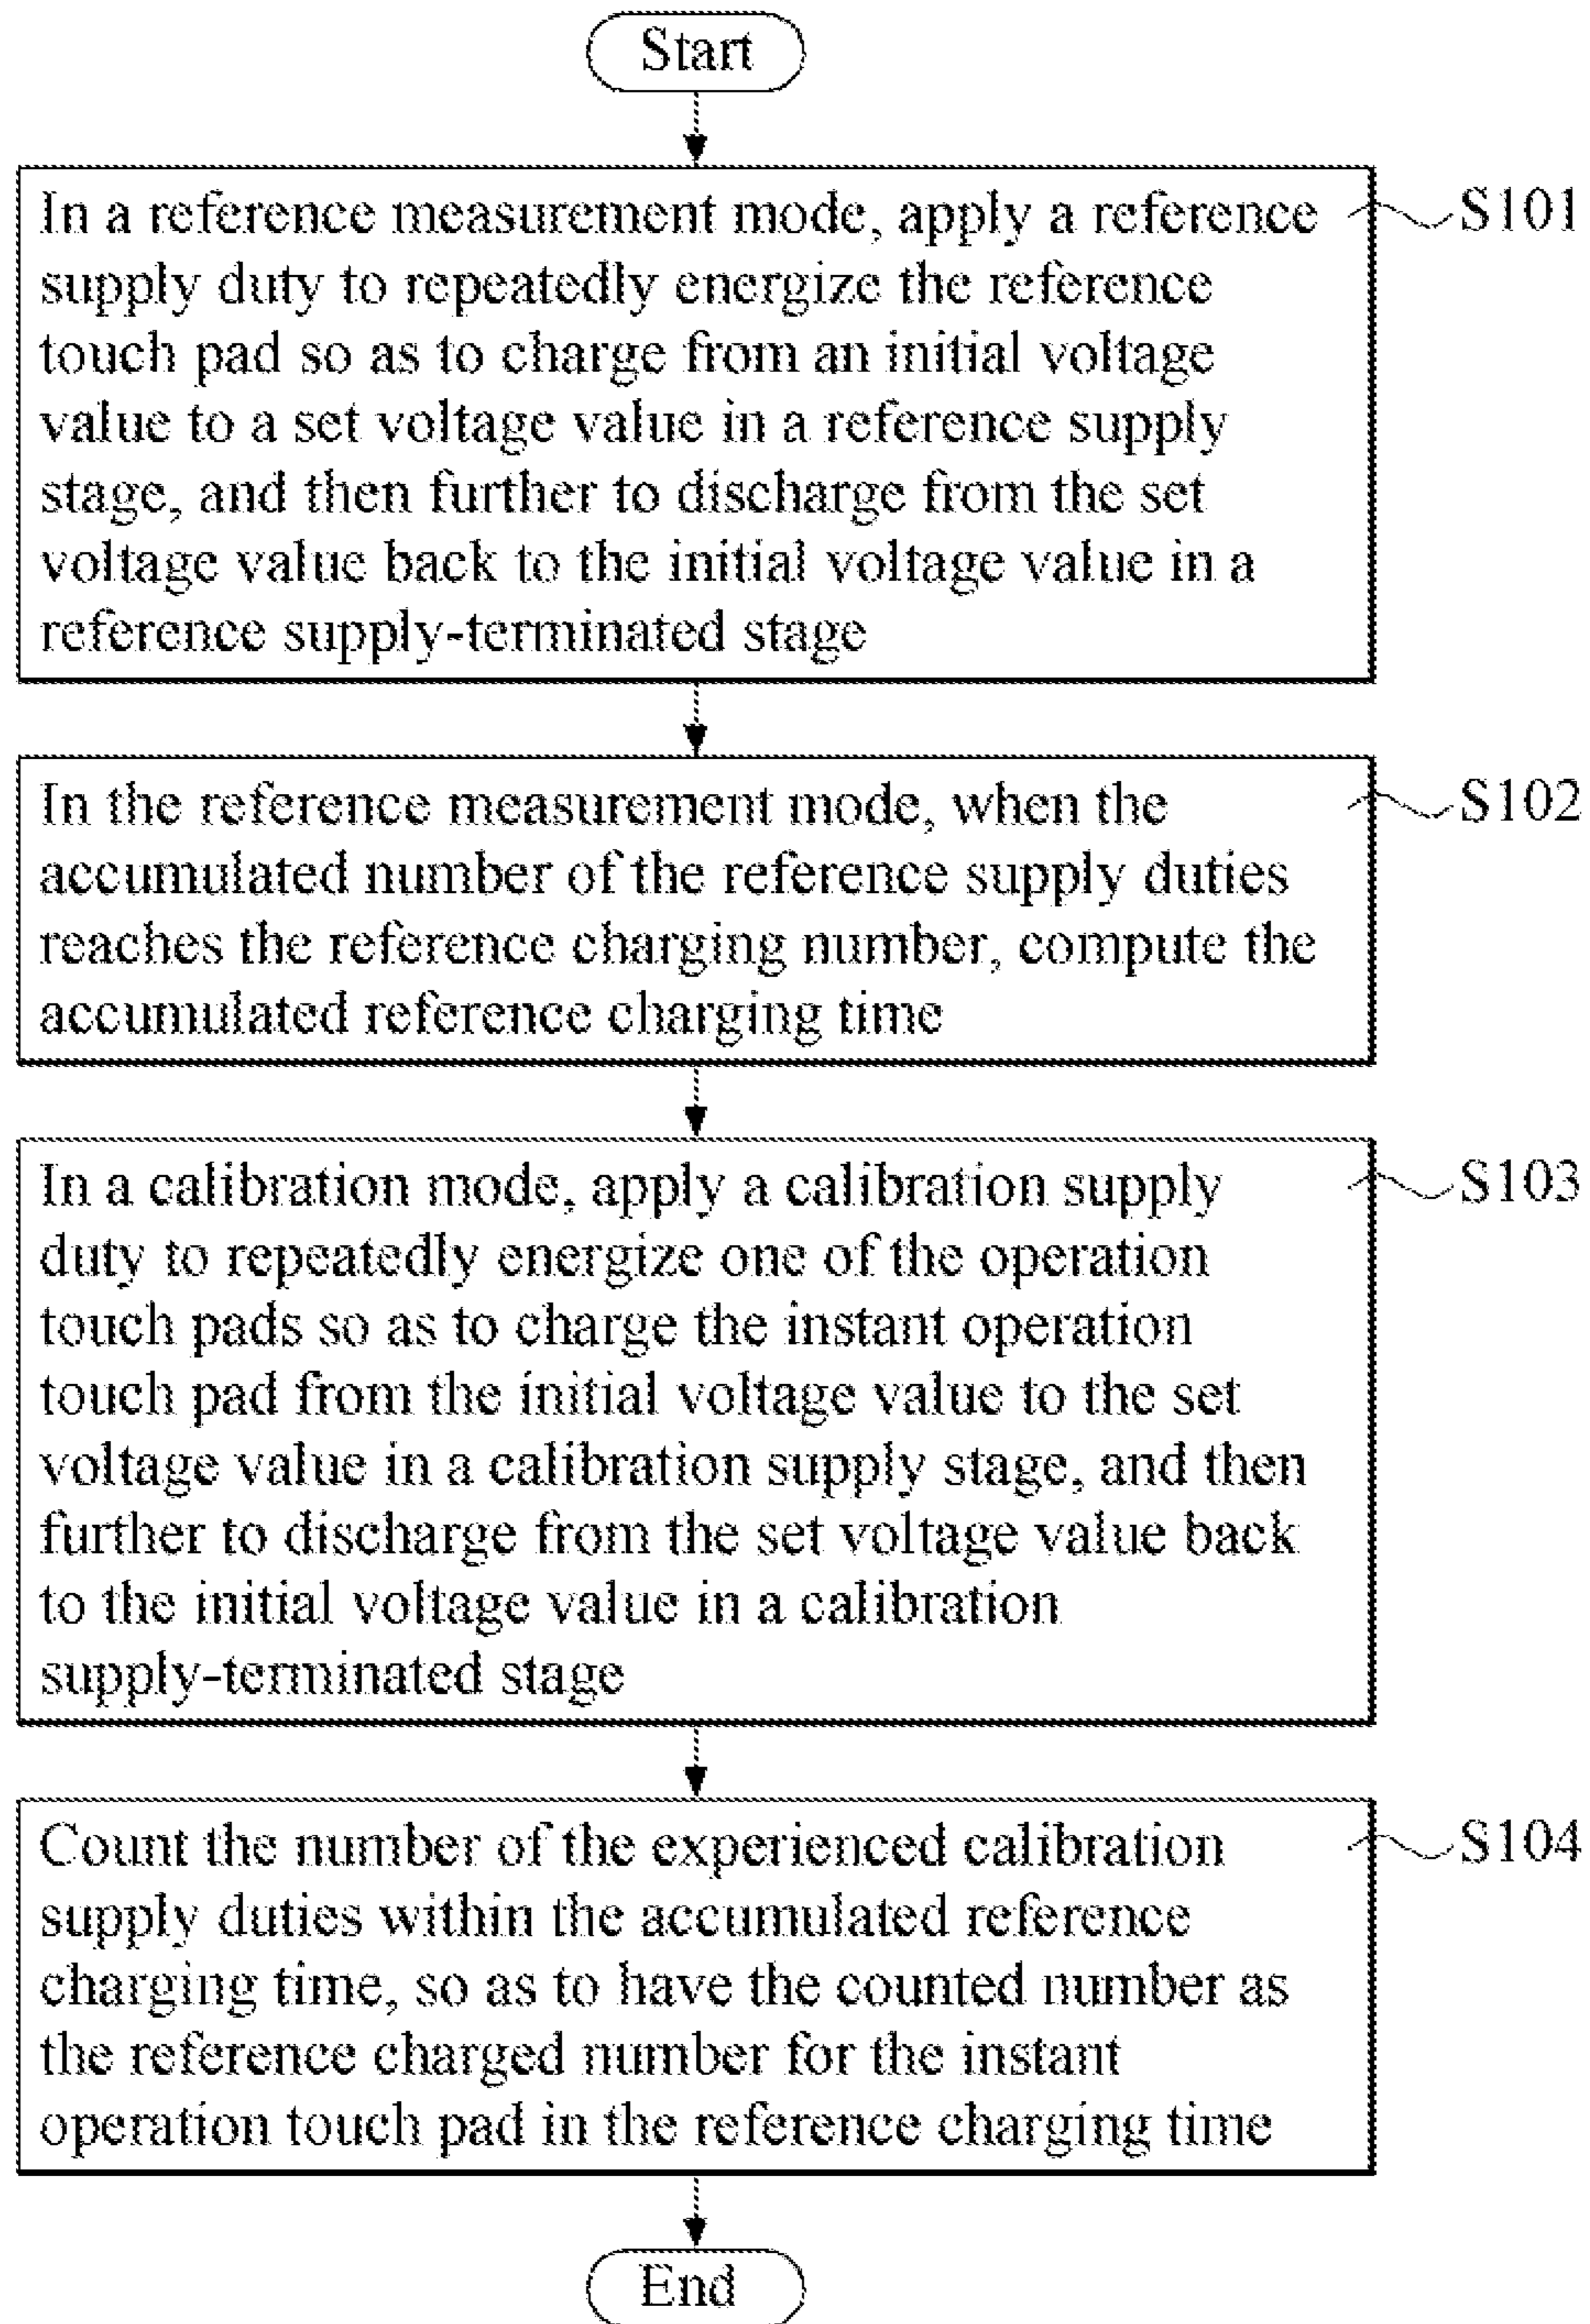 Start
In a reference measurement mode, apply a reference
supply duty to repeatedly energize the reference
touch pad so as to charge from an initial voltage
value to a set voltage value in a reference supply
stage, and then further to discharge from the set
voltage value back to the initial voltage value in a
reference supply-terminated stage
S101
In the reference measurement mode, when the
accumulated number of the reference supply duties
reaches the reference charging number, compute the
accumulated reference charging time
S102
In a calibration mode, apply a calibration supply
duty to repeatedly energize one of the operation
touch pads so as to charge the instant operation
touch pad from the initial voltage value to the set
voltage value in a calibration supply stage, and then
further to discharge from the set voltage value back
to the initial voltage value in a calibration
supply-terminated stage
S103
Count the number of the experienced calibration
supply duties within the accumulated reference
charging time, so as to have the counted number as
the reference charged number for the instant
operation touch pad in the reference charging time
S104
End